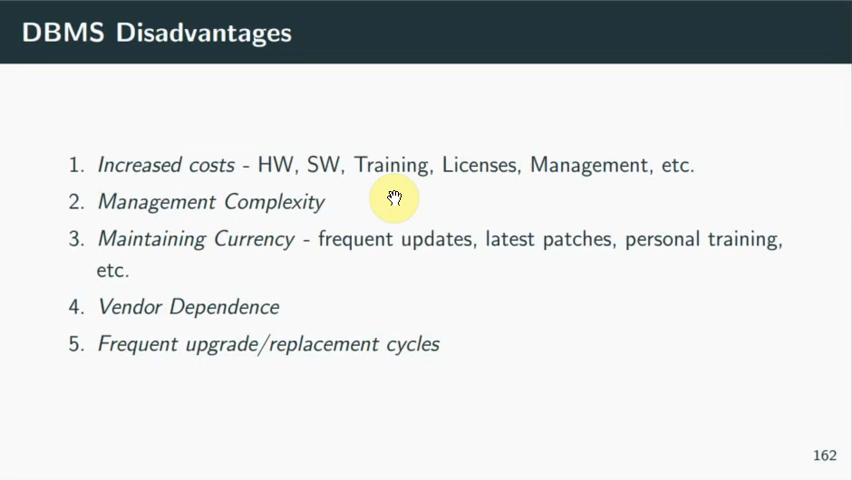 DBMS Disadvantages
1. Increased costs - HW, SW, Training, Licenses, Management, etc.
2. Management Complexity
3. Maintaining Currency - frequent updates, latest patches, personal training,
etc.
4. Vendor Dependence
5. Frequent upgrade/replacement cycles
162